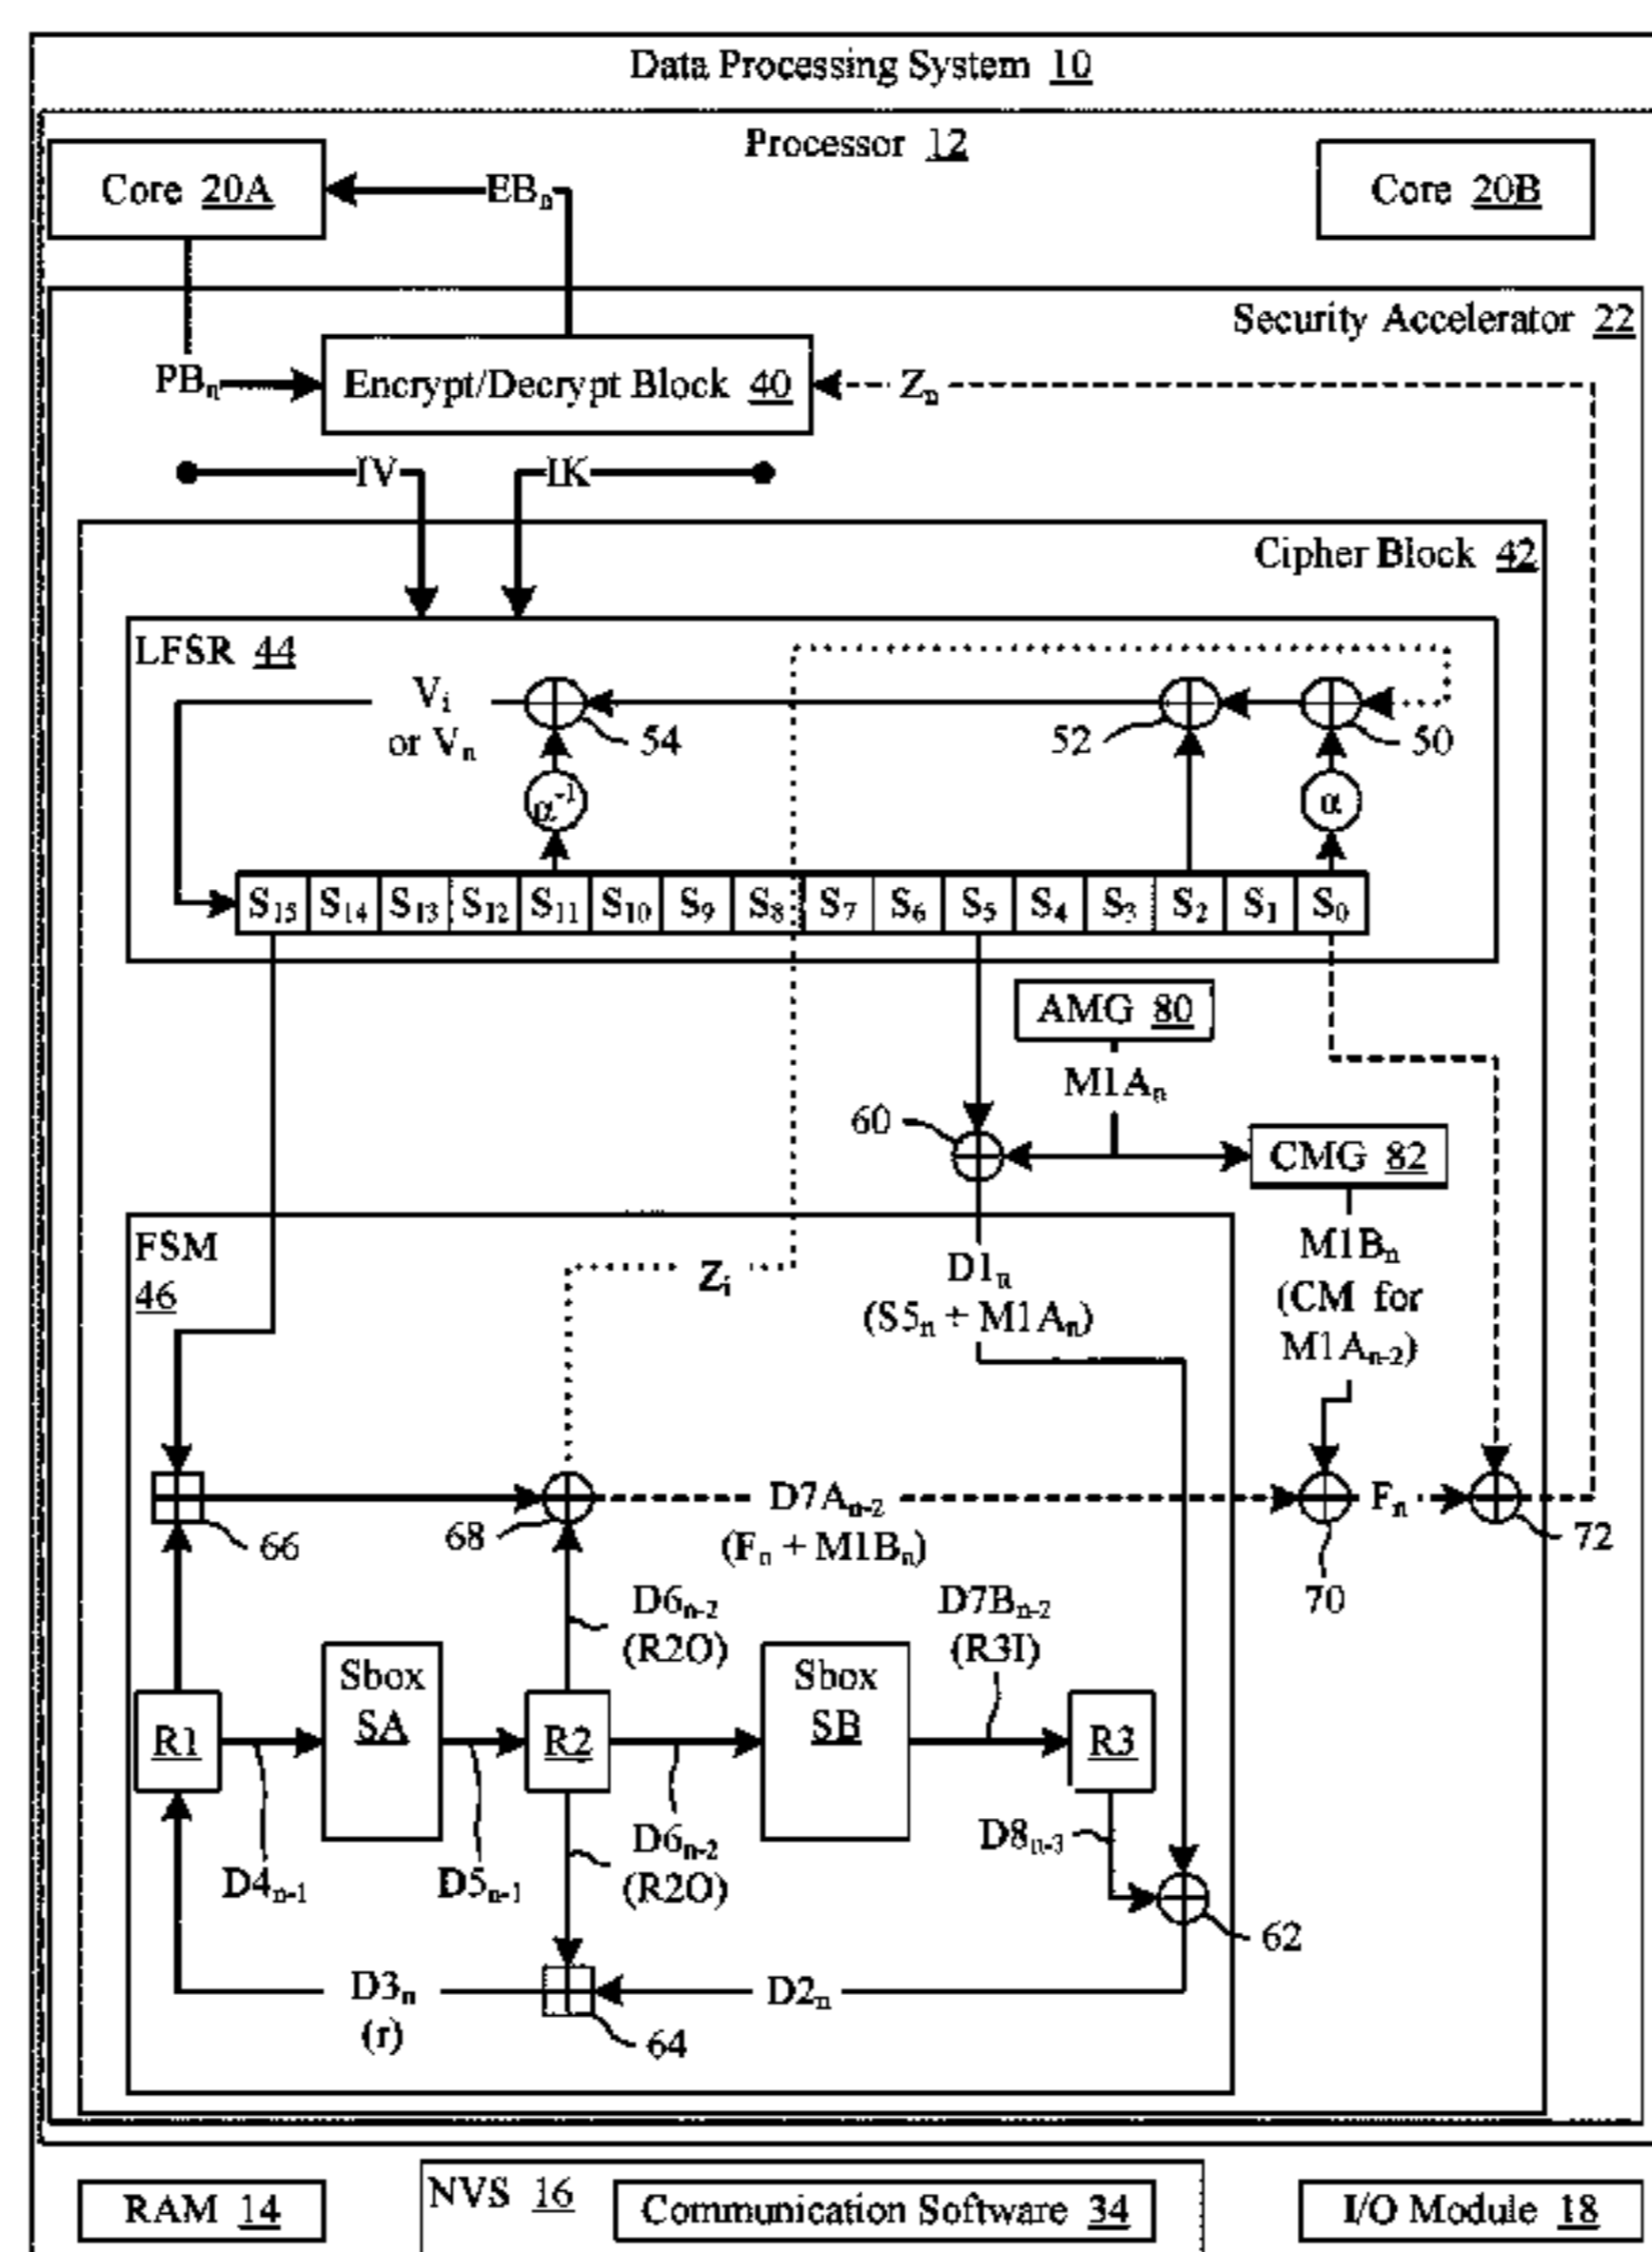 Data Processing System 10
Processor 12
Core 20A
EBₙ
Core 20B
Security Accelerator 22
PBₙ
Encrypt/Decrypt Block 40
Zₙ
IV
IK
Cipher Block 42
LFSR 44
Vᵢ
or Vₙ
54
52
50
α⁻¹
α
S₁₅ S₁₄ S₁₃ S₁₂ S₁₁ S₁₀ S₉ S₈ S₇ S₆ S₅ S₄ S₃ S₂ S₁ S₀
AMG 80
M1Aₙ
60
CMG 82
FSM
46
Zᵢ
D1ₙ
(S5ₙ + M1Aₙ)
M1Bₙ
(CM for
M1Aₙ₋₂)
66
68
D7Aₙ₋₂
(Fₙ + M1Bₙ)
Fₙ
70
72
D6ₙ₋₂
(R2O)
D7Bₙ₋₂
(R3I)
R1
Sbox
SA
R2
Sbox
SB
R3
D4ₙ₋₁
D5ₙ₋₁
D6ₙ₋₂
(R2O)
D8ₙ₋₃
62
D3ₙ
(r)
D2ₙ
64
RAM 14
NVS 16
Communication Software 34
I/O Module 18